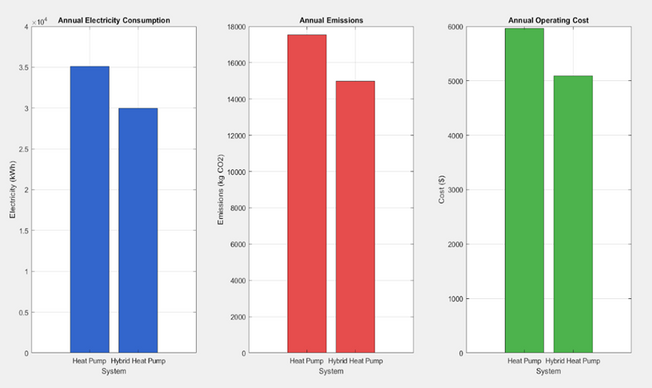 Annual Electricity Consumption
×10⁴
4
3.5
3
2.5
2
1.5
1
0.5
0
Electricity (kWh)
Heat Pump Hybrid Heat Pump
System
Annual Emissions
18000
16000
14000
12000
10000
8000
6000
4000
2000
0
Emissions (kg CO2)
Heat Pump Hybrid Heat Pump
System
Annual Operating Cost
6000
5000
4000
3000
2000
1000
0
Cost ($)
Heat Pump Hybrid Heat Pump
System